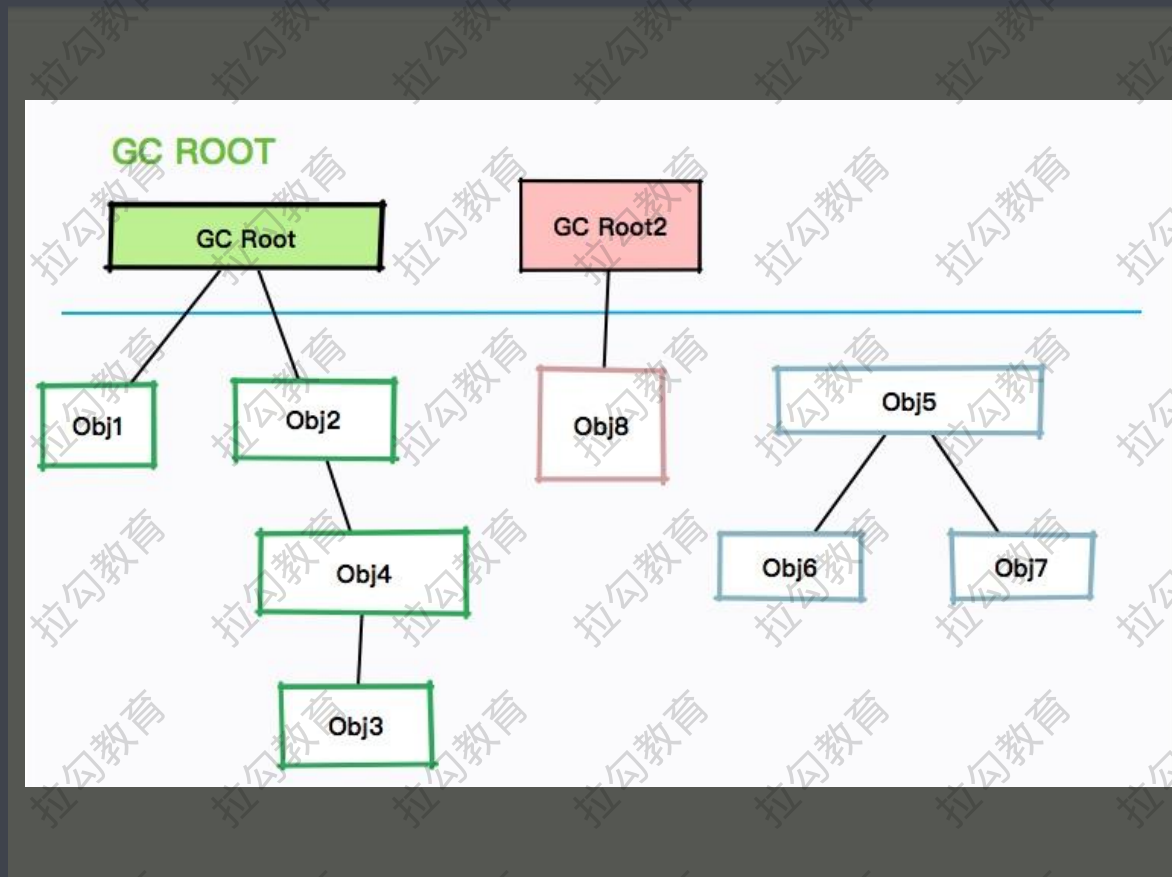 GC ROOT
GC Root
GC Root2
Obj1
Obj2
Obj8
Obj5
Obj4
Obj6
Obj7
Obj3
拉勾教育